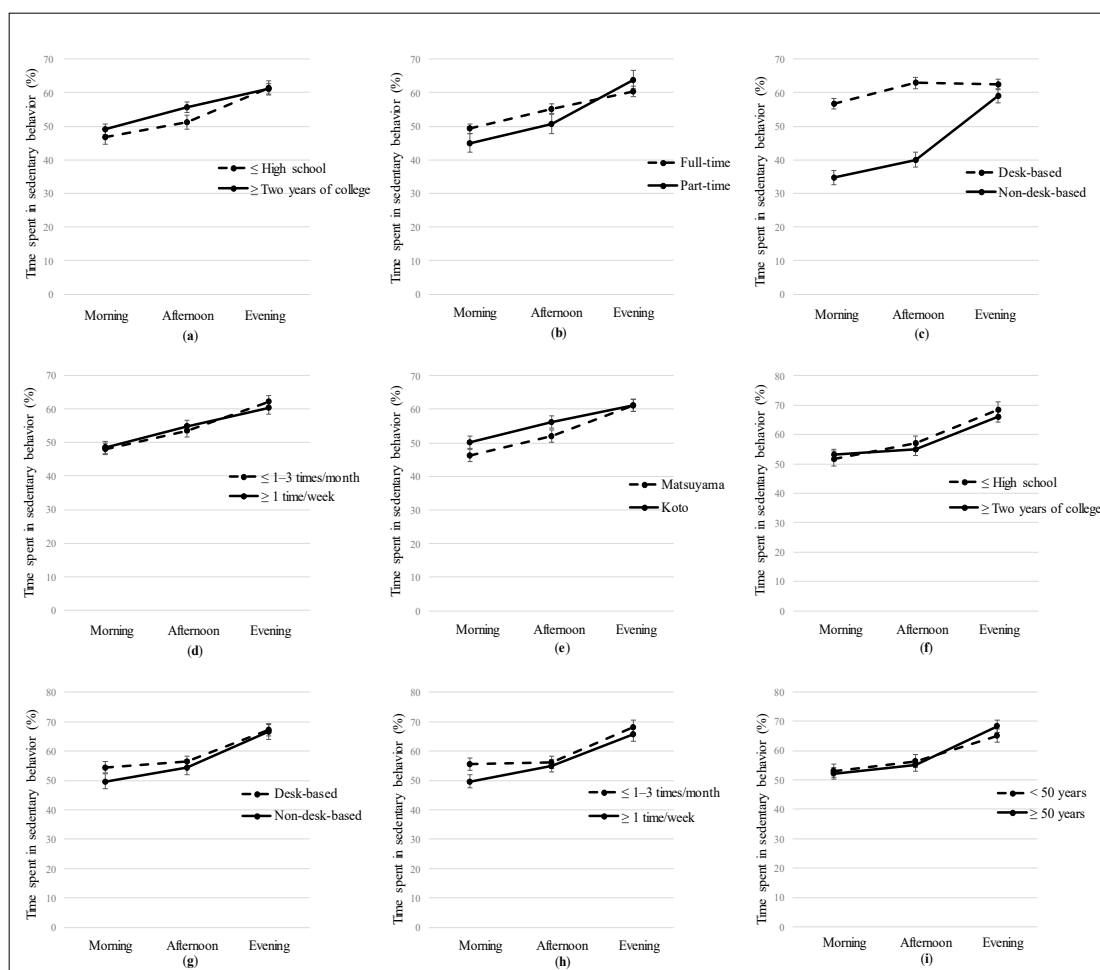 Time spent in sedentary behavior (%)
70
60
50
40
30
20
10
0
≤ High school
≥ Two years of college
Morning Afternoon Evening
(a)
Time spent in sedentary behavior (%)
70
60
50
40
30
20
10
0
Full-time
Part-time
Morning Afternoon Evening
(b)
Time spent in sedentary behavior (%)
70
60
50
40
30
20
10
0
Desk-based
Non-desk-based
Morning Afternoon Evening
(c)
Time spent in sedentary behavior (%)
70
60
50
40
30
20
10
0
≤ 1–3 times/month
≥ 1 time/week
Morning Afternoon Evening
(d)
Time spent in sedentary behavior (%)
70
60
50
40
30
20
10
0
Matsuyama
Koto
Morning Afternoon Evening
(e)
Time spent in sedentary behavior (%)
80
70
60
50
40
30
20
10
0
≤ High school
≥ Two years of college
Morning Afternoon Evening
(f)
Time spent in sedentary behavior (%)
80
70
60
50
40
30
20
10
0
Desk-based
Non-desk-based
Morning Afternoon Evening
(g)
Time spent in sedentary behavior (%)
80
70
60
50
40
30
20
10
0
≤ 1–3 times/month
≥ 1 time/week
Morning Afternoon Evening
(h)
Time spent in sedentary behavior (%)
80
70
60
50
40
30
20
10
0
< 50 years
≥ 50 years
Morning Afternoon Evening
(i)